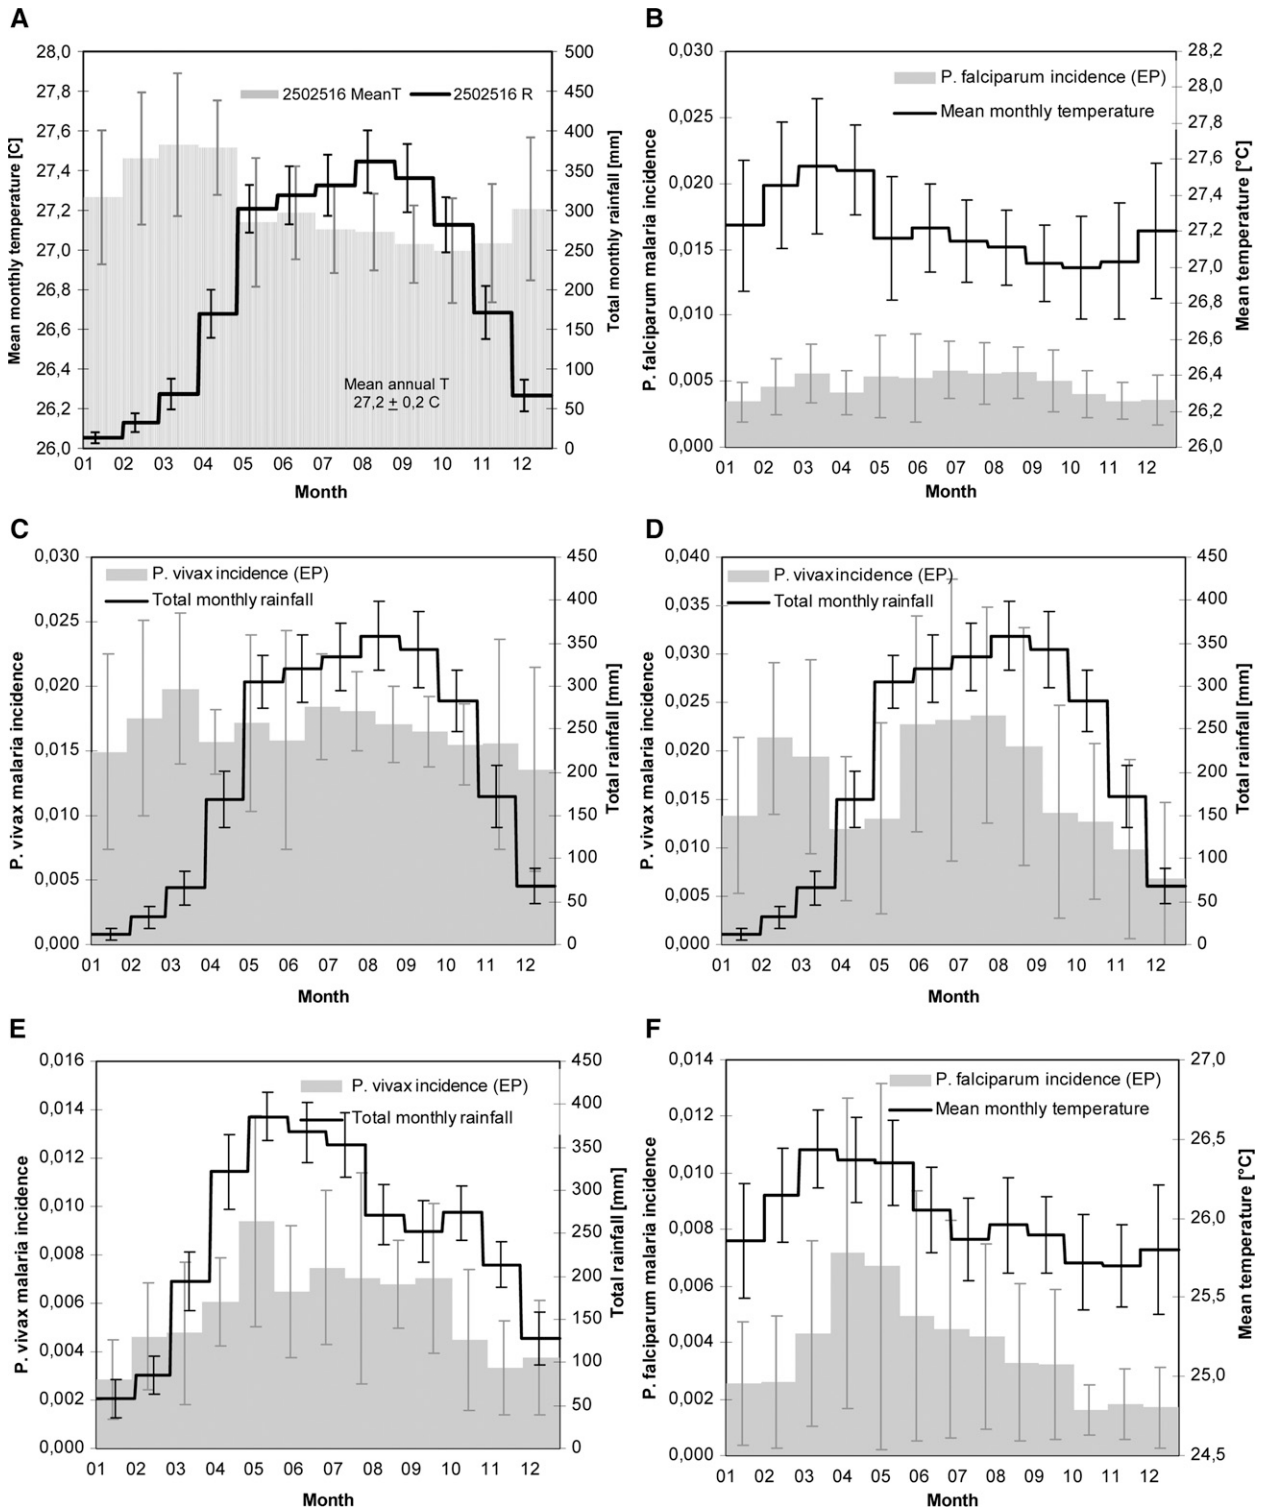 A
28,0
27,8
27,6
27,4
27,2
27,0
26,8
26,6
26,4
26,2
26,0
Mean monthly temperature [C]
2502516 MeanT
2502516 R
Mean annual T
27,2 ± 0,2 C
500
450
400
350
300
250
200
150
100
50
0
Total monthly rainfall [mm]
01 02 03 04 05 06 07 08 09 10 11 12
Month
B
0,030
0,025
0,020
0,015
0,010
0,005
0,000
P. falciparum malaria incidence
P. falciparum incidence (EP)
Mean monthly temperature
28,2
28,0
27,8
27,6
27,4
27,2
27,0
26,8
26,6
26,4
26,2
26,0
Mean temperature [°C]
01 02 03 04 05 06 07 08 09 10 11 12
Month
C
0,030
0,025
0,020
0,015
0,010
0,005
0,000
P. vivax malaria incidence
P. vivax incidence (EP)
Total monthly rainfall
450
400
350
300
250
200
150
100
50
0
Total rainfall [mm]
01 02 03 04 05 06 07 08 09 10 11 12
Month
D
0,040
0,035
0,030
0,025
0,020
0,015
0,010
0,005
0,000
P. vivax malaria incidence
P. vivax incidence (EP)
Total monthly rainfall
450
400
350
300
250
200
150
100
50
0
Total rainfall [mm]
01 02 03 04 05 06 07 08 09 10 11 12
Month
E
0,016
0,014
0,012
0,010
0,008
0,006
0,004
0,002
0,000
P. vivax malaria incidence
P. vivax incidence (EP)
Total monthly rainfall
450
400
350
300
250
200
150
100
50
0
Total rainfall [mm]
01 02 03 04 05 06 07 08 09 10 11 12
Month
F
0,014
0,012
0,010
0,008
0,006
0,004
0,002
0,000
P. falciparum malaria incidence
P. falciparum incidence (EP)
Mean monthly temperature
27,0
26,5
26,0
25,5
25,0
24,5
Mean temperature [°C]
01 02 03 04 05 06 07 08 09 10 11 12
Month